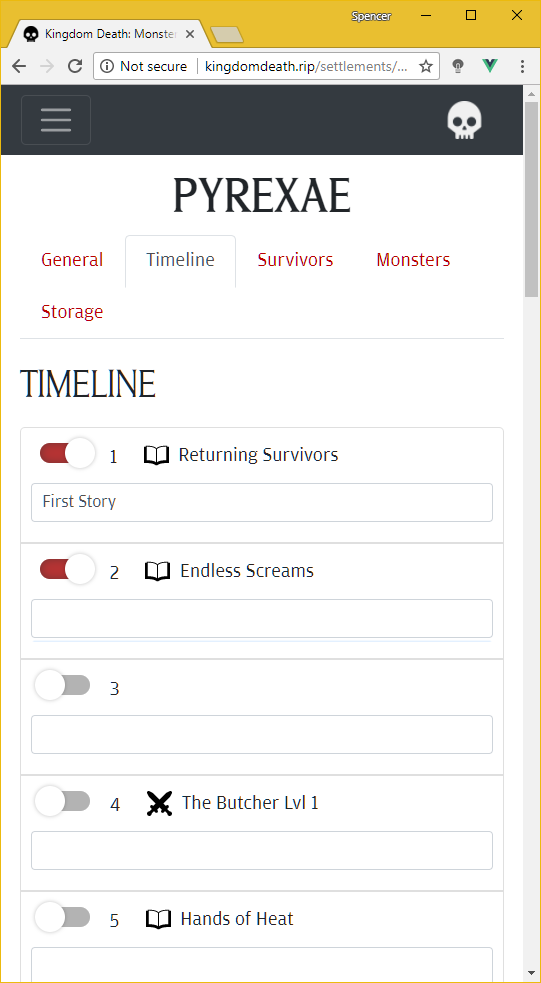 Spencer
Kingdom Death: Monster
Not secure kingdomdeath.rip/settlements/...
PYREXAE
General Timeline Survivors Monsters
Storage
TIMELINE
1 Returning Survivors
First Story
2 Endless Screams
3
4 The Butcher Lvl 1
5 Hands of Heat